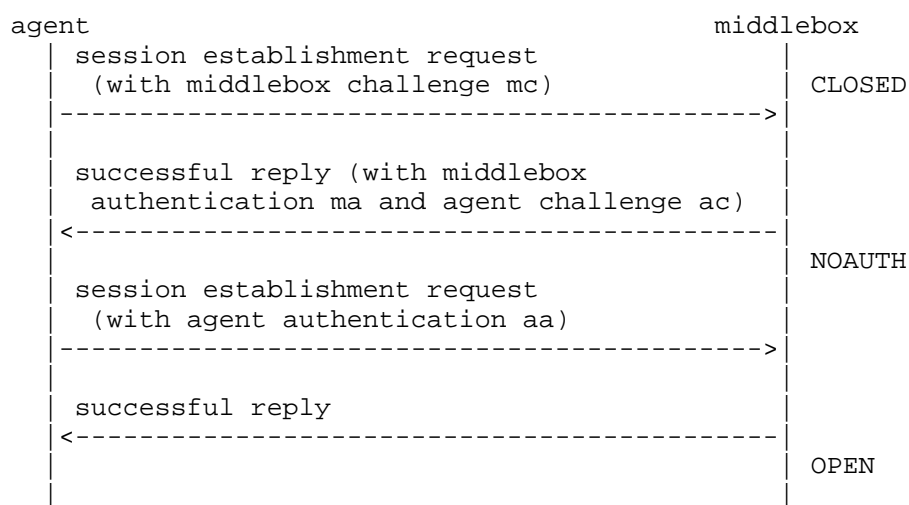 agent middlebox
session establishment request
(with middlebox challenge mc) CLOSED
successful reply (with middlebox
authentication ma and agent challenge ac)
NOAUTH
session establishment request
(with agent authentication aa)
successful reply
OPEN